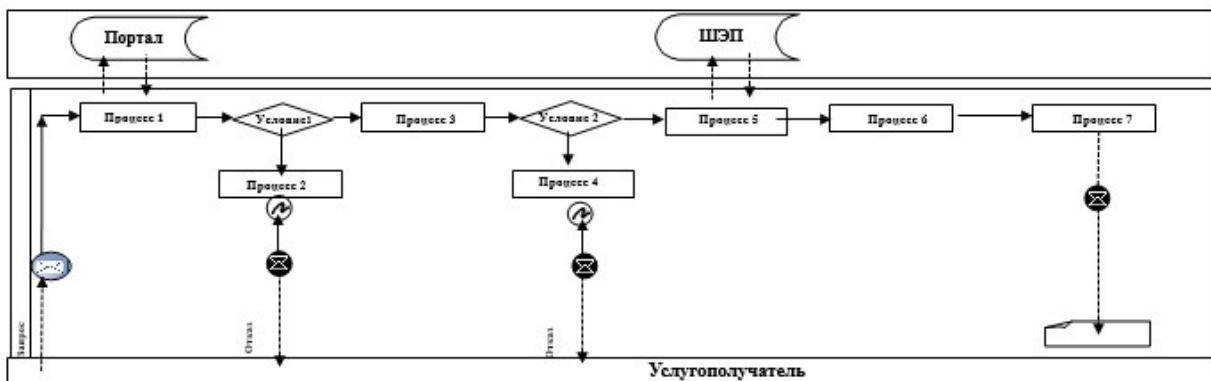 Портал
ШЭП
Процесс 1
Условие1
Процесс 3
Условие 2
Процесс 5
Процесс 6
Процесс 7
Процесс 2
Процесс 4
Запрос
Отказ
Отказ
Услугополучатель